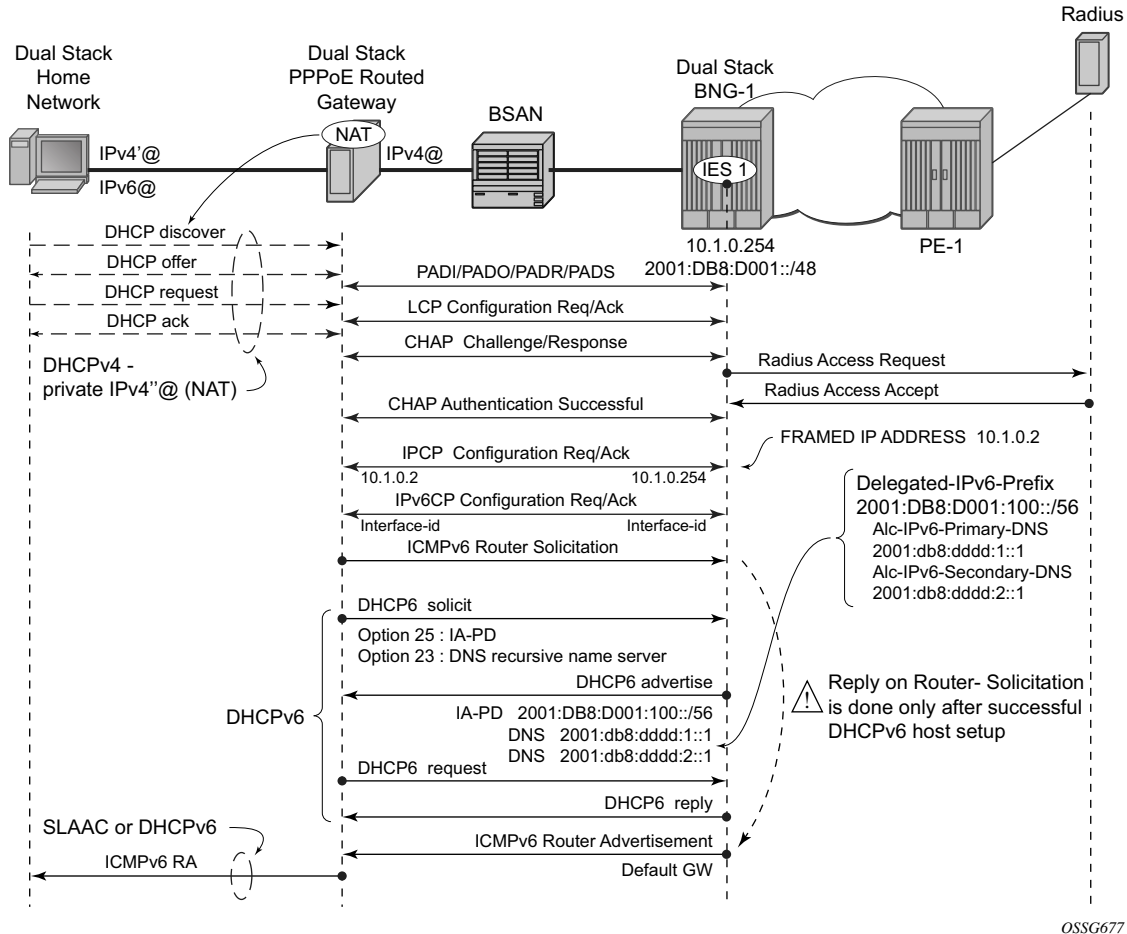 Radius
Dual Stack
Home
Network
Dual Stack
PPPoE Routed
Gateway
BSAN
Dual Stack
BNG-1
NAT
IPv4'@
IPv6@
IPv4@
IES 1
10.1.0.254
2001:DB8:D001::/48
PE-1
DHCP discover
DHCP offer
DHCP request
DHCP ack
DHCPv4 -
private IPv4''@ (NAT)
PADI/PADO/PADR/PADS
LCP Configuration Req/Ack
CHAP Challenge/Response
Radius Access Request
Radius Access Accept
CHAP Authentication Successful
FRAMED IP ADDRESS 10.1.0.2
IPCP Configuration Req/Ack
10.1.0.2
10.1.0.254
IPv6CP Configuration Req/Ack
Interface-id
Interface-id
Delegated-IPv6-Prefix
2001:DB8:D001:100::/56
Alc-IPv6-Primary-DNS
2001:db8:dddd:1::1
Alc-IPv6-Secondary-DNS
2001:db8:dddd:2::1
ICMPv6 Router Solicitation
DHCPv6
DHCP6 solicit
Option 25 : IA-PD
Option 23 : DNS recursive name server
DHCP6 advertise
IA-PD 2001:DB8:D001:100::/56
DNS 2001:db8:dddd:1::1
DNS 2001:db8:dddd:2::1
! Reply on Router- Solicitation
is done only after successful
DHCPv6 host setup
DHCP6 request
DHCP6 reply
SLAAC or DHCPv6
ICMPv6 RA
ICMPv6 Router Advertisement
Default GW
OSSG677